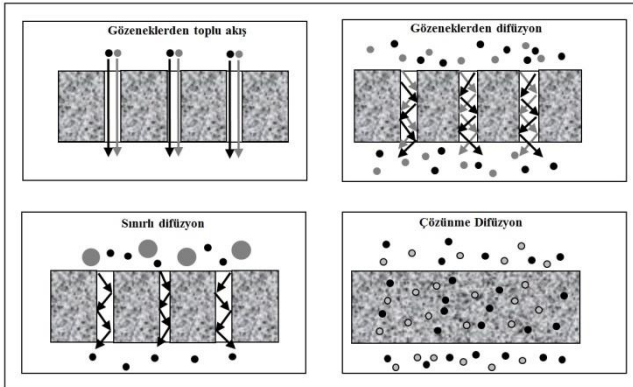 Gözeneklerden toplu akış
Gözeneklerden difüzyon
Sınırlı difüzyon
Çözünme Difüzyon